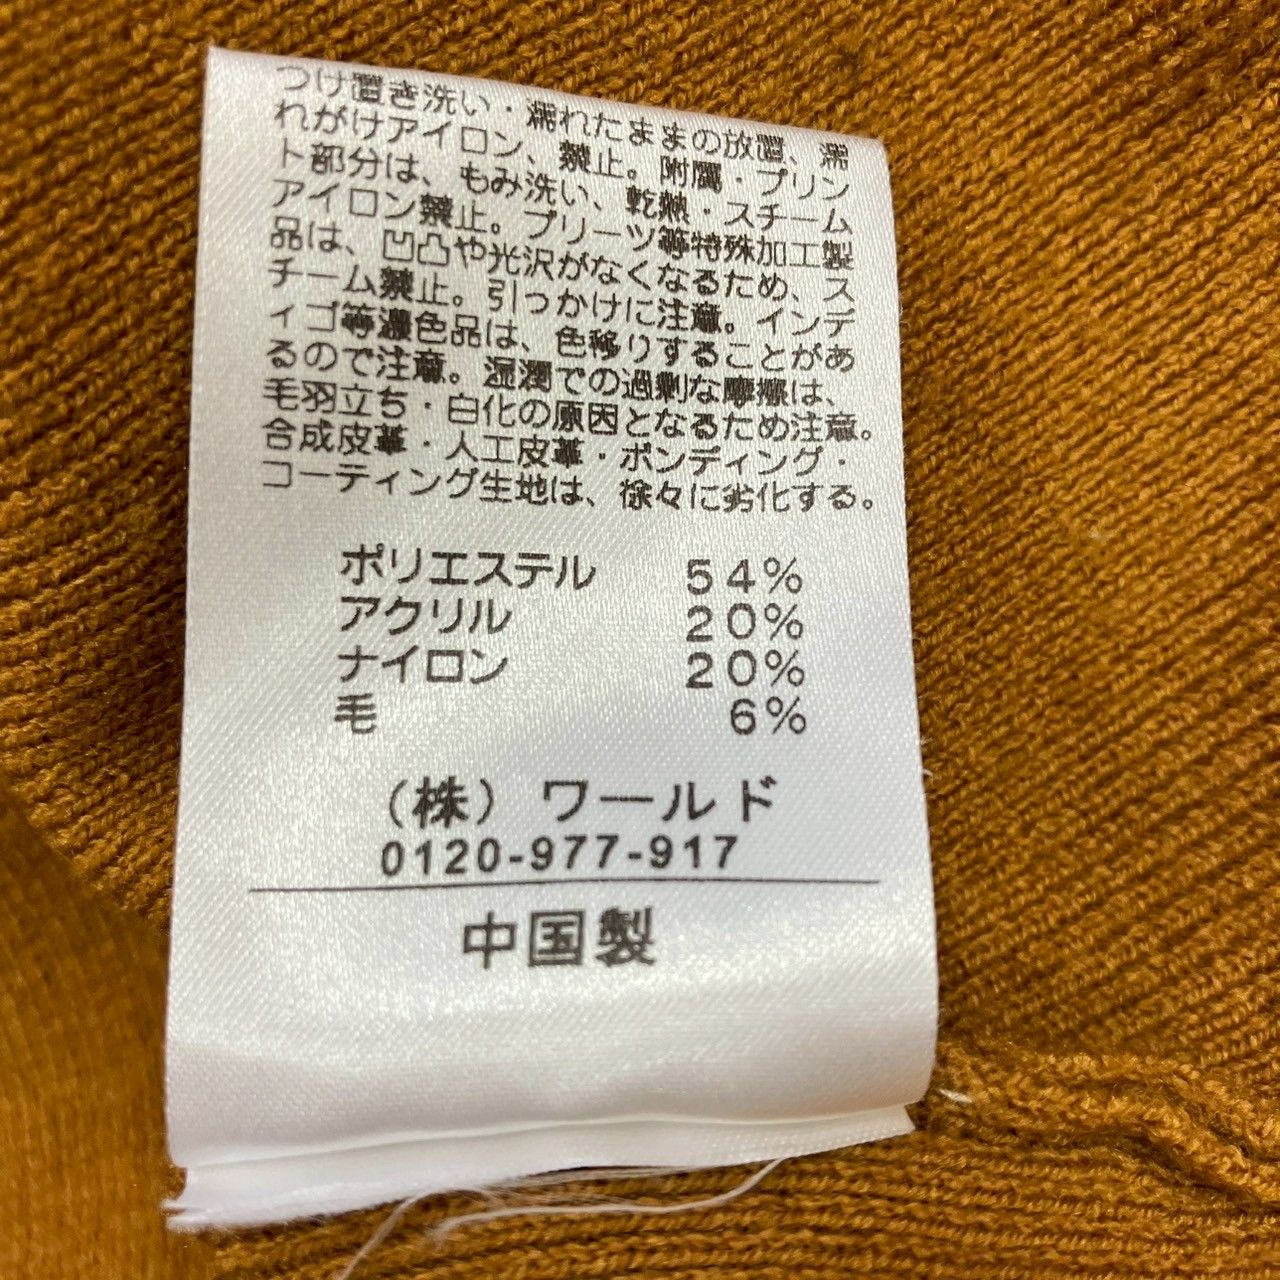 つけ置き洗い・濡れたままの放置、濡
れがけアイロン、禁止。附属・プリン
ト部分は、もみ洗い、乾熱・スチーム
アイロン禁止。プリーツ等特殊加工製
品は、凹凸や光沢がなくなるため、ス
チーム禁止。引っかけに注意。インデ
ィゴ等濃色品は、色移りすることがあ
るので注意。湿潤での過剰な摩擦は、
毛羽立ち・白化の原因となるため注意。
合成皮革・人工皮革・ボンディング・
コーティング生地は、徐々に劣化する。
ポリエステル 54%
アクリル 20%
ナイロン 20%
毛 6%
(株) ワールド
0120-977-917
中国製